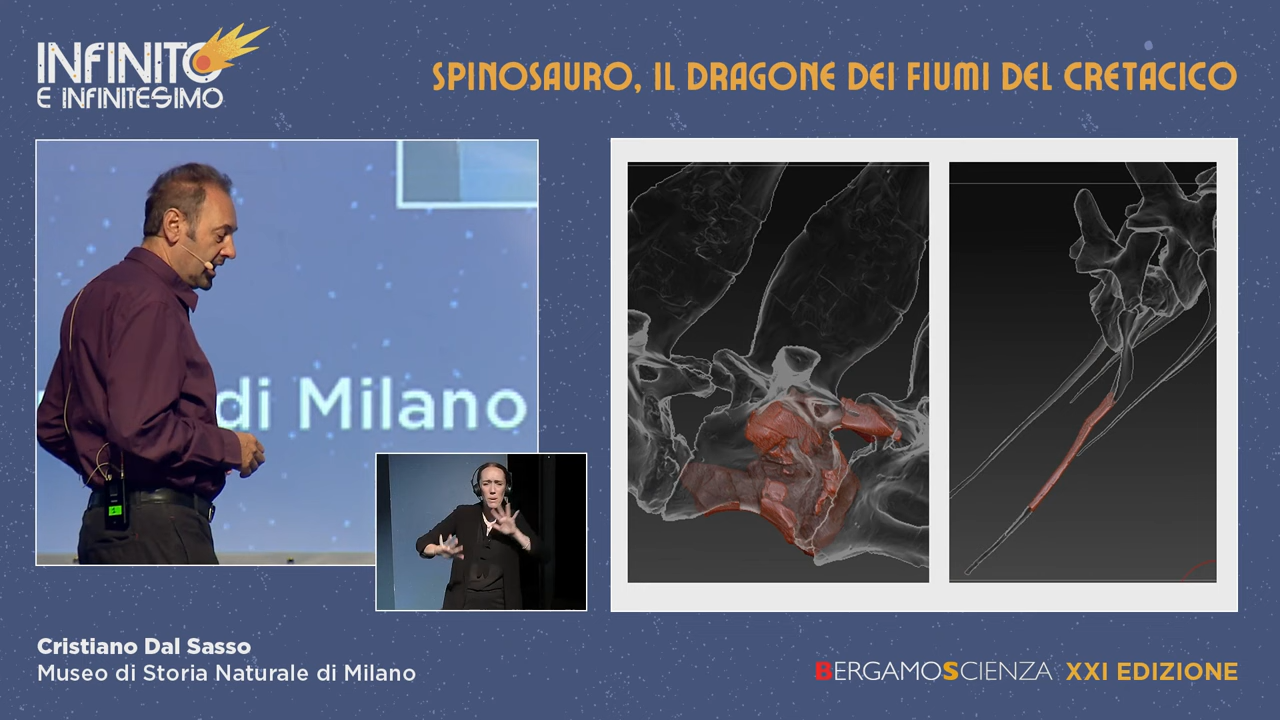 INFINITO
E INFINITESIMO
SPINOSAURO, IL DRAGONE DEI FIUMI DEL CRETACICO
di Milano
Cristiano Dal Sasso
Museo di Storia Naturale di Milano
BERGAMOSCIENZA XXI EDIZIONE